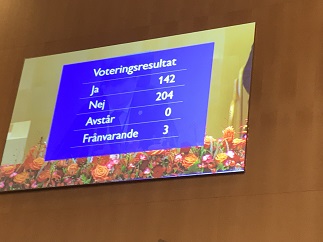 Voteringsresultat
Ja 142
Nej 204
Avstår 0
Frånvarande 3